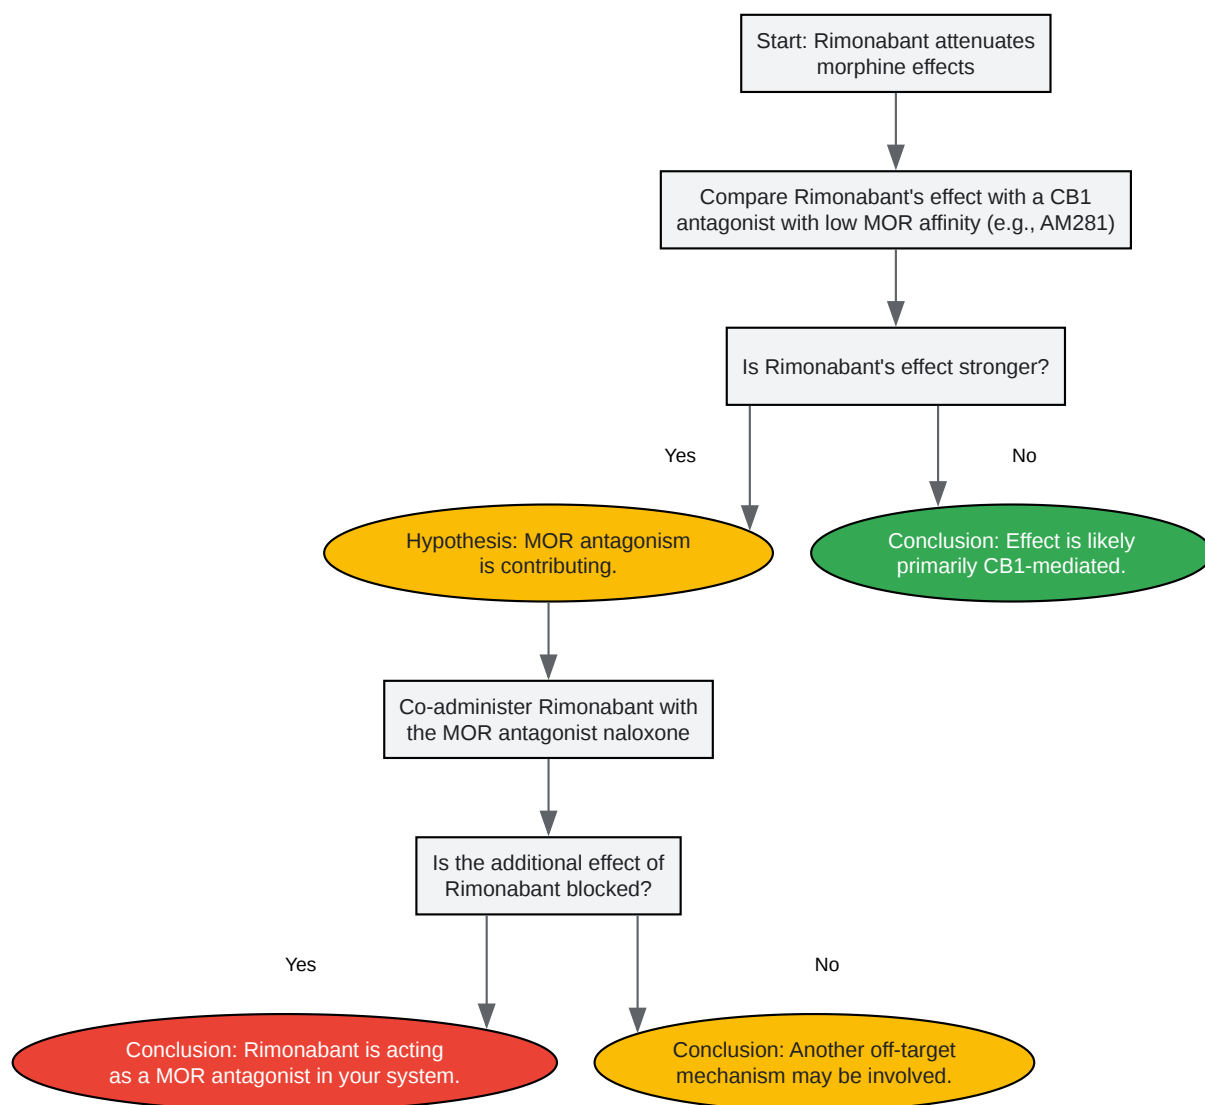 Start: Rimonabant attenuates
morphine effects
Compare Rimonabant's effect with a CB1
antagonist with low MOR affinity (e.g., AM281)
Is Rimonabant's effect stronger?
Yes
No
Hypothesis: MOR antagonism
is contributing.
Conclusion: Effect is likely
primarily CB1-mediated.
Co-administer Rimonabant with
the MOR antagonist naloxone
Is the additional effect of
Rimonabant blocked?
Yes
No
Conclusion: Rimonabant is acting
as a MOR antagonist in your system.
Conclusion: Another off-target
mechanism may be involved.